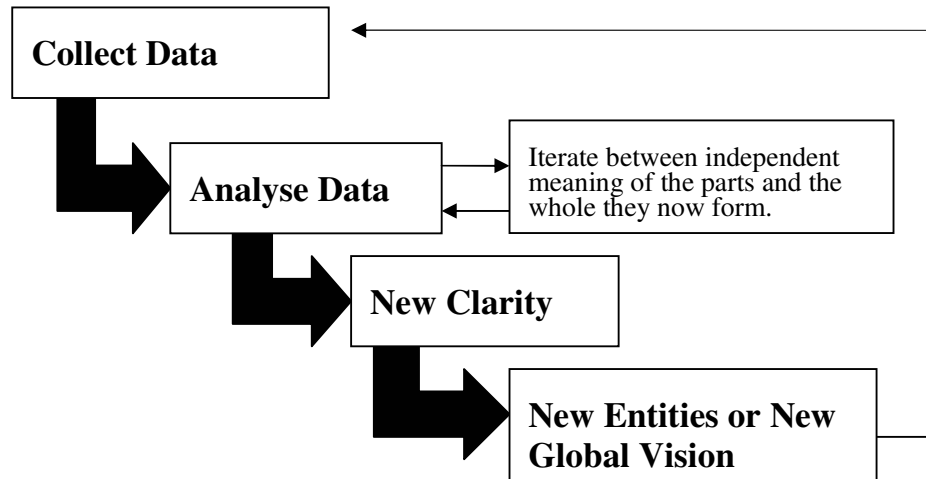 Collect Data
Analyse Data
Iterate between independent
meaning of the parts and the
whole they now form.
New Clarity
New Entities or New
Global Vision